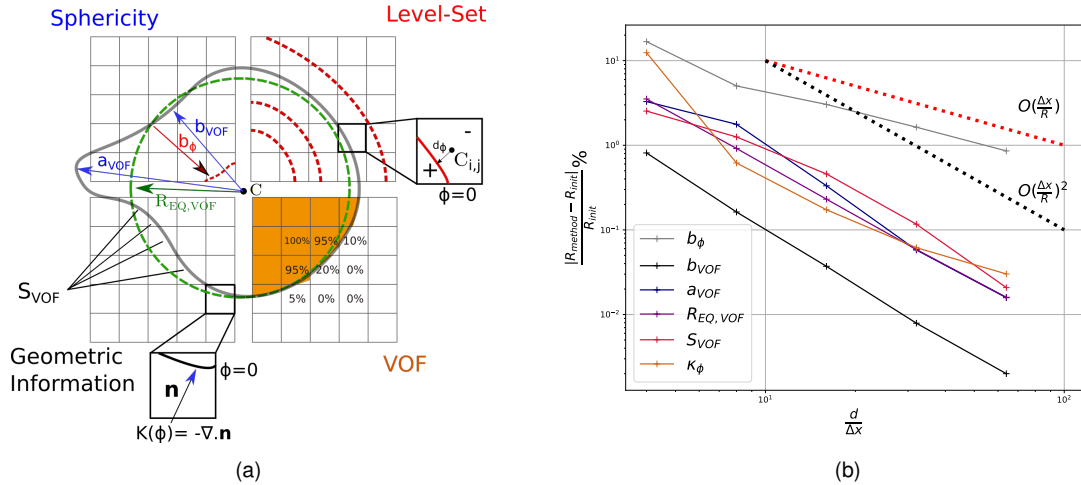 Sphericity
Level-Set
b_VOF
b_ϕ
a_VOF
C
R_EQ,VOF
-
d_ϕ
C_i,j
+
ϕ=0
100% 95% 10%
95% 20% 0%
5% 0% 0%
S_VOF
Geometric
Information
VOF
n
ϕ=0
K(ϕ)= -∇.n
(a)
|R_method − R_init| / R_init %
10^1
10^0
10^-1
10^-2
O(Δx/R)
O(Δx/R)^2
b_ϕ
b_VOF
a_VOF
R_EQ,VOF
S_VOF
κ_ϕ
10^1
10^2
d/Δx
(b)